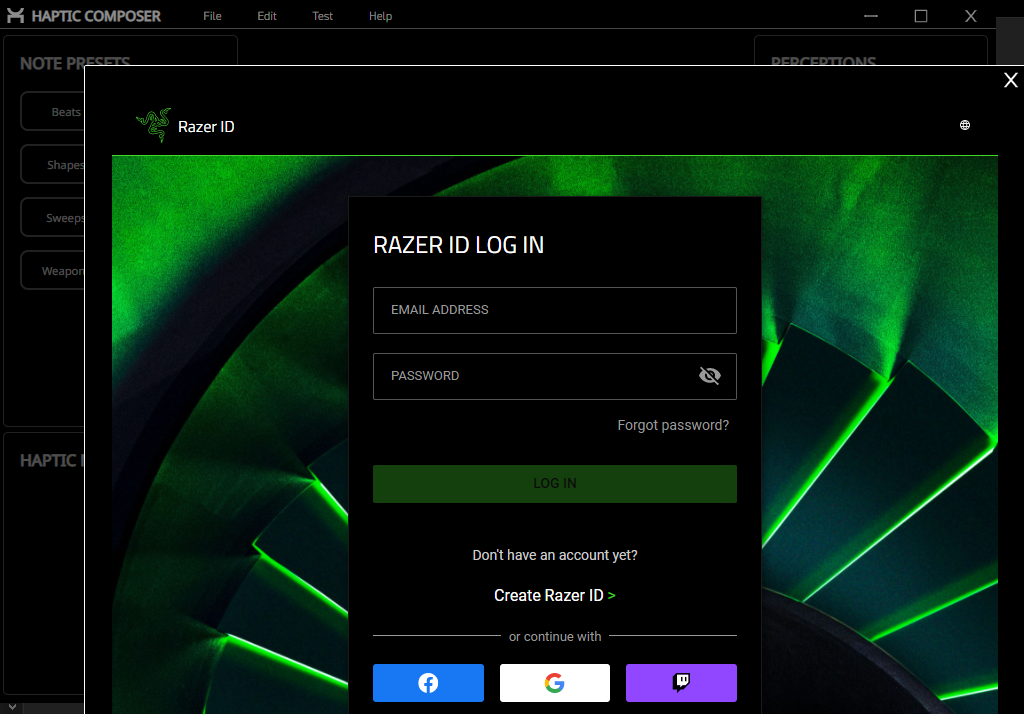 HAPTIC COMPOSER File Edit Test Help
NOTE PRESETS
PERCEPTIONS
Beats
Shapes
Sweeps
Weapon
HAPTIC
Razer ID
RAZER ID LOG IN
EMAIL ADDRESS
PASSWORD
Forgot password?
LOG IN
Don't have an account yet?
Create Razer ID >
or continue with